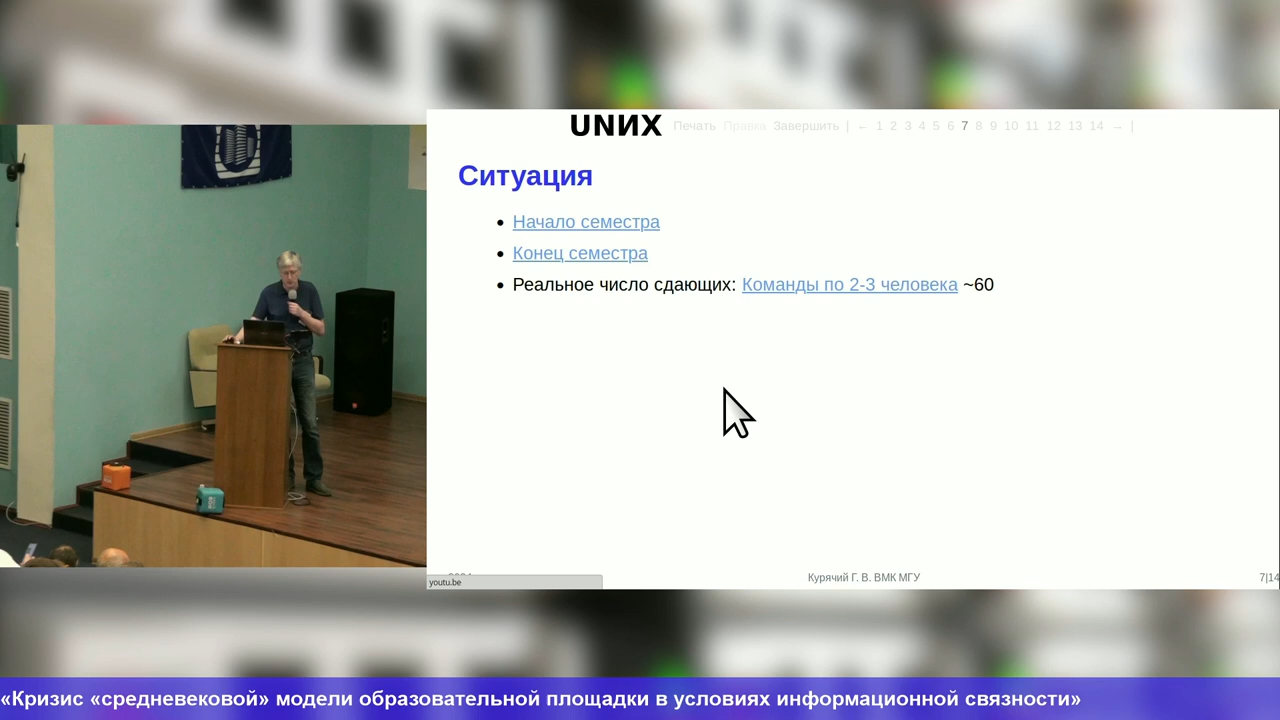 UNИX Печать Правка Завершить | ← 1 2 3 4 5 6 7 8 9 10 11 12 13 14 → |
Ситуация
• Начало семестра
• Конец семестра
• Реальное число сдающих: Команды по 2-3 человека ~60
youtu.be
Курячий Г. В. ВМК МГУ
7|14
«Кризис «средневековой» модели образовательной площадки в условиях информационной связности»